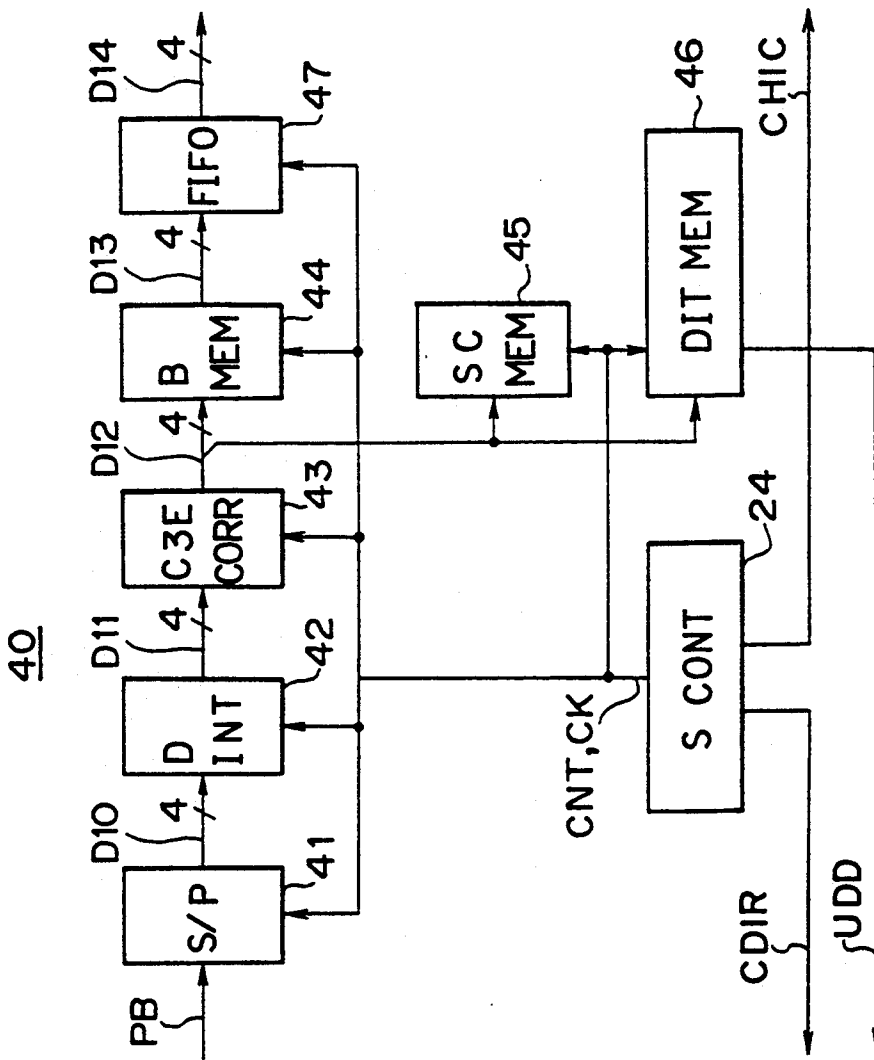 40
PB
S/P
41
D10
4
D
INT
42
D11
4
C3E
CORR
43
D12
4
B
MEM
44
D13
4
FIFO
47
D14
4
SC
MEM
45
DIT MEM
46
CNT,CK
S CONT
24
CDIR
CHIC
UDD